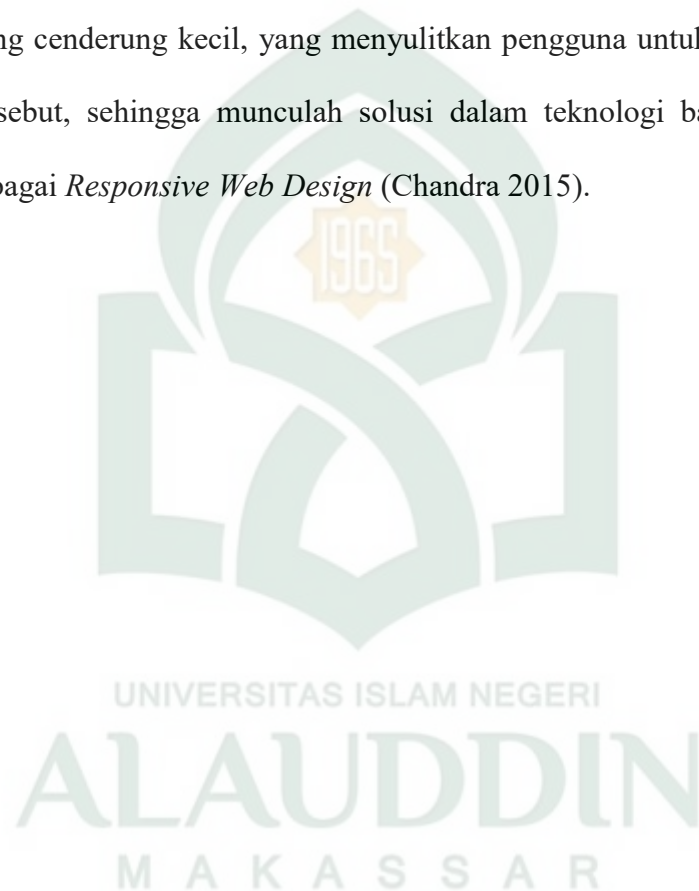 ng cenderung kecil, yang menyulitkan pengguna untuk
sebut, sehingga munculah solusi dalam teknologi ba
bagai Responsive Web Design (Chandra 2015).
1965
UNIVERSITAS ISLAM NEGERI
ALAUDDIN
MAKASSAR